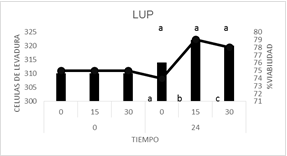 LUP
CELULAS DE LEVADURA
325
320
315
310
305
300
a a a
a b c
80
79
78
77
76
75
74
73
72
71
%VIABILIDAD
0 15 30 0 15 30
0 24
TIEMPO